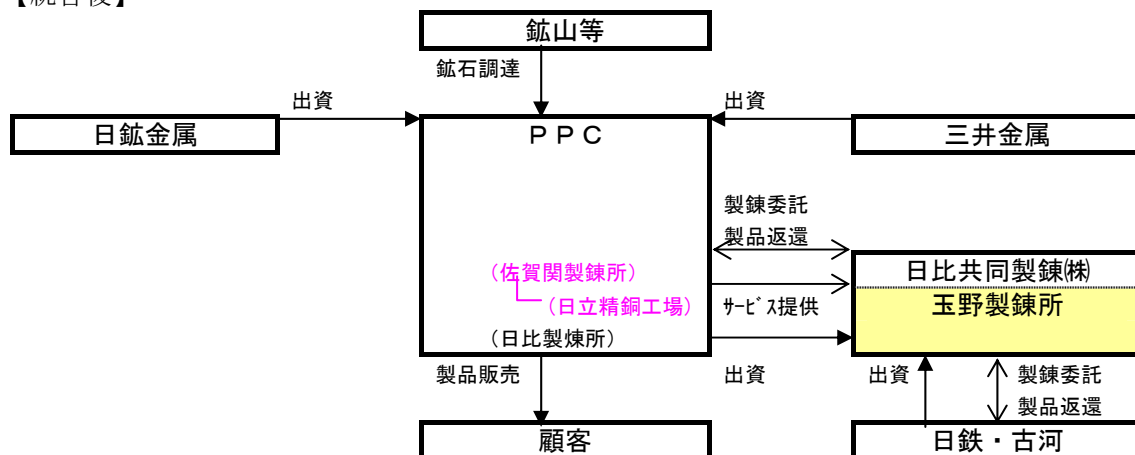 【統合後】
鉱山等
鉱石調達
出資
出資
日鉱金属
ＰＰＣ
三井金属
製錬委託
製品返還
（佐賀関製錬所）
（日立精銅工場）
（日比製煉所）
日比共同製錬㈱
玉野製錬所
ｻｰﾋﾞｽ提供
製品販売
出資
出資
製錬委託
製品返還
顧客
日鉄・古河